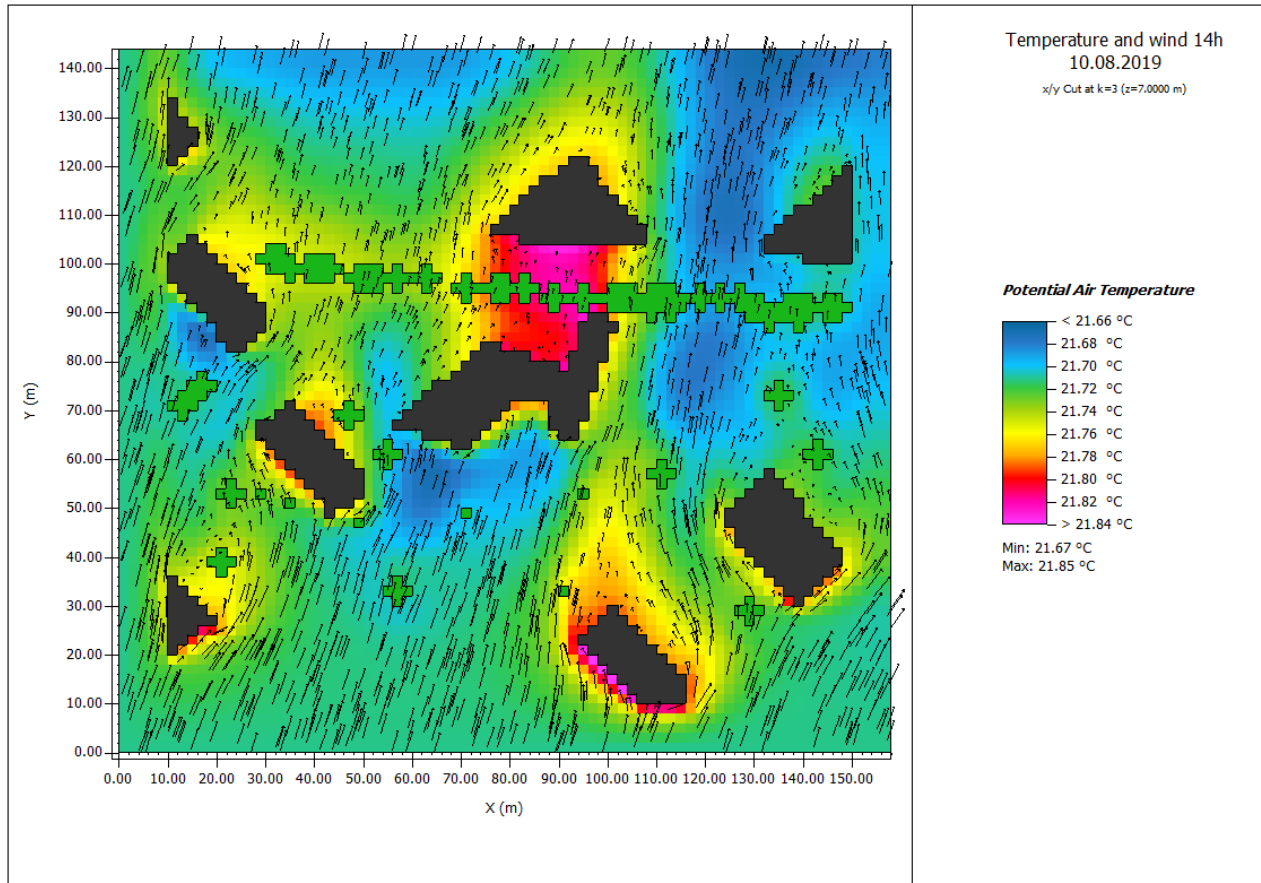 Temperature and wind 14h
10.08.2019
x/y Cut at k=3 (z=7.0000 m)
140.00
130.00
120.00
110.00
100.00
90.00
80.00
70.00
60.00
50.00
40.00
30.00
20.00
10.00
0.00
Y (m)
0.00 10.00 20.00 30.00 40.00 50.00 60.00 70.00 80.00 90.00 100.00 110.00 120.00 130.00 140.00 150.00
X (m)
Potential Air Temperature
< 21.66 °C
21.68 °C
21.70 °C
21.72 °C
21.74 °C
21.76 °C
21.78 °C
21.80 °C
21.82 °C
> 21.84 °C
Min: 21.67 °C
Max: 21.85 °C